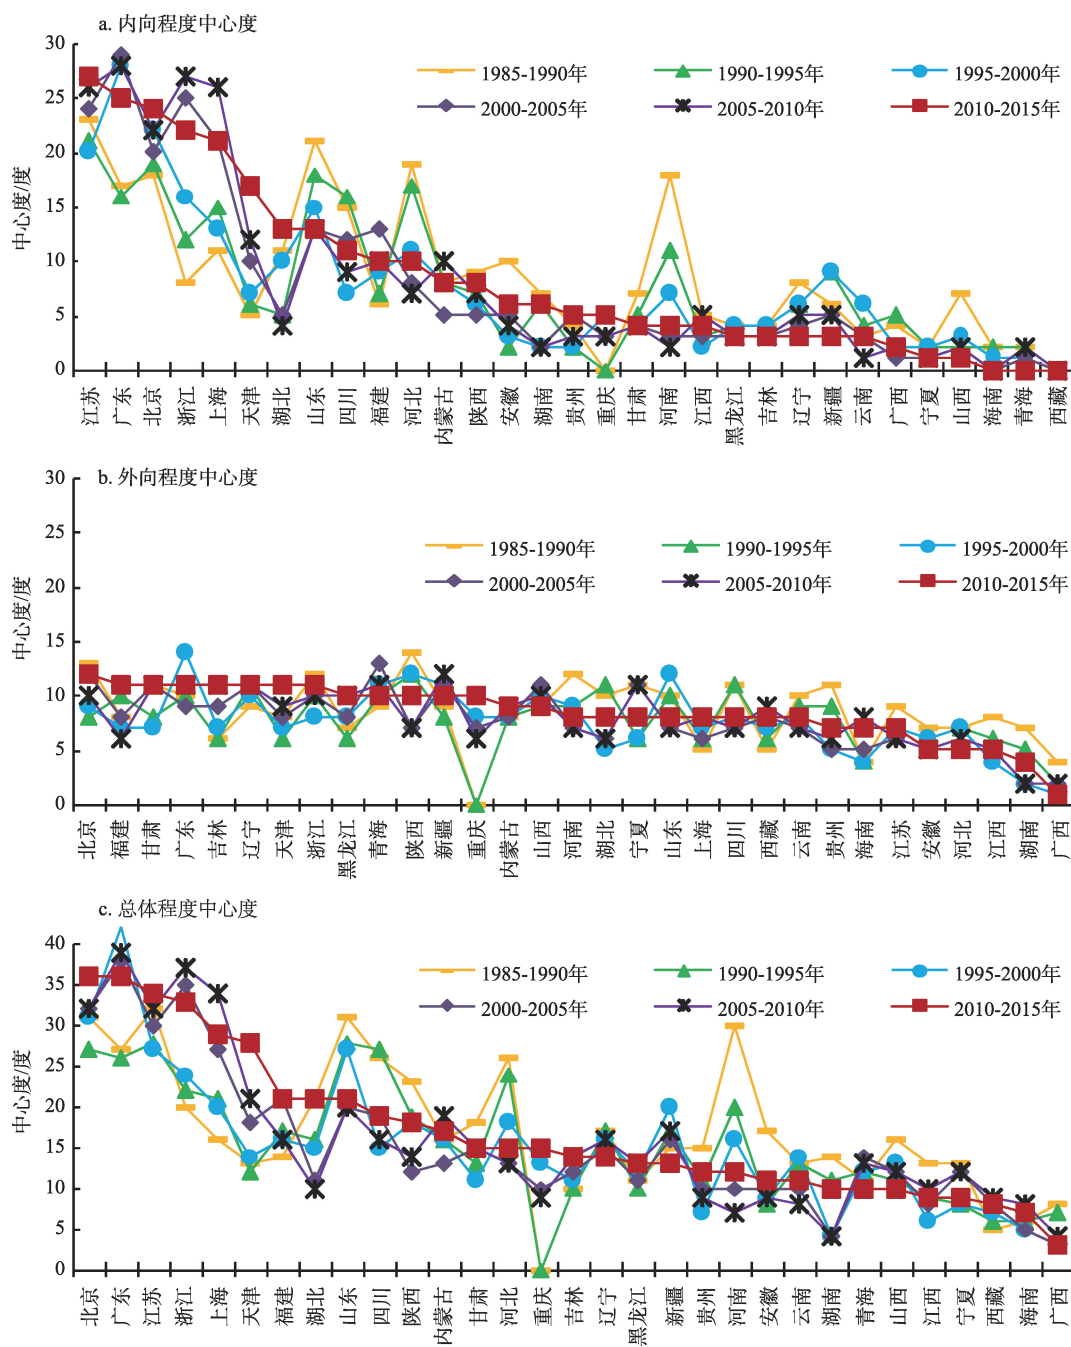 a. 内向程度中心度
30
25
20
15
10
5
0
中心度/度
1985-1990年 1990-1995年 1995-2000年
2000-2005年 2005-2010年 2010-2015年
江苏 广东 北京 浙江 上海 天津 湖北 山东 四川 福建 河北 内蒙古 陕西 安徽 湖南 贵州 重庆 甘肃 河南 江西 黑龙江 吉林 辽宁 新疆 云南 广西 宁夏 山西 海南 青海 西藏
b. 外向程度中心度
30
25
20
15
10
5
0
中心度/度
1985-1990年 1990-1995年 1995-2000年
2000-2005年 2005-2010年 2010-2015年
北京 福建 甘肃 广东 吉林 辽宁 天津 浙江 黑龙江 青海 陕西 新疆 重庆 内蒙古 山西 河南 湖北 宁夏 山东 上海 四川 西藏 云南 贵州 海南 江苏 安徽 河北 江西 湖南 广西
c. 总体程度中心度
40
35
30
25
20
15
10
5
0
中心度/度
1985-1990年 1990-1995年 1995-2000年
2000-2005年 2005-2010年 2010-2015年
北京 广东 江苏 浙江 上海 天津 福建 湖北 山东 四川 陕西 内蒙古 甘肃 河北 重庆 吉林 辽宁 黑龙江 新疆 贵州 河南 安徽 云南 湖南 青海 山西 江西 宁夏 西藏 海南 广西